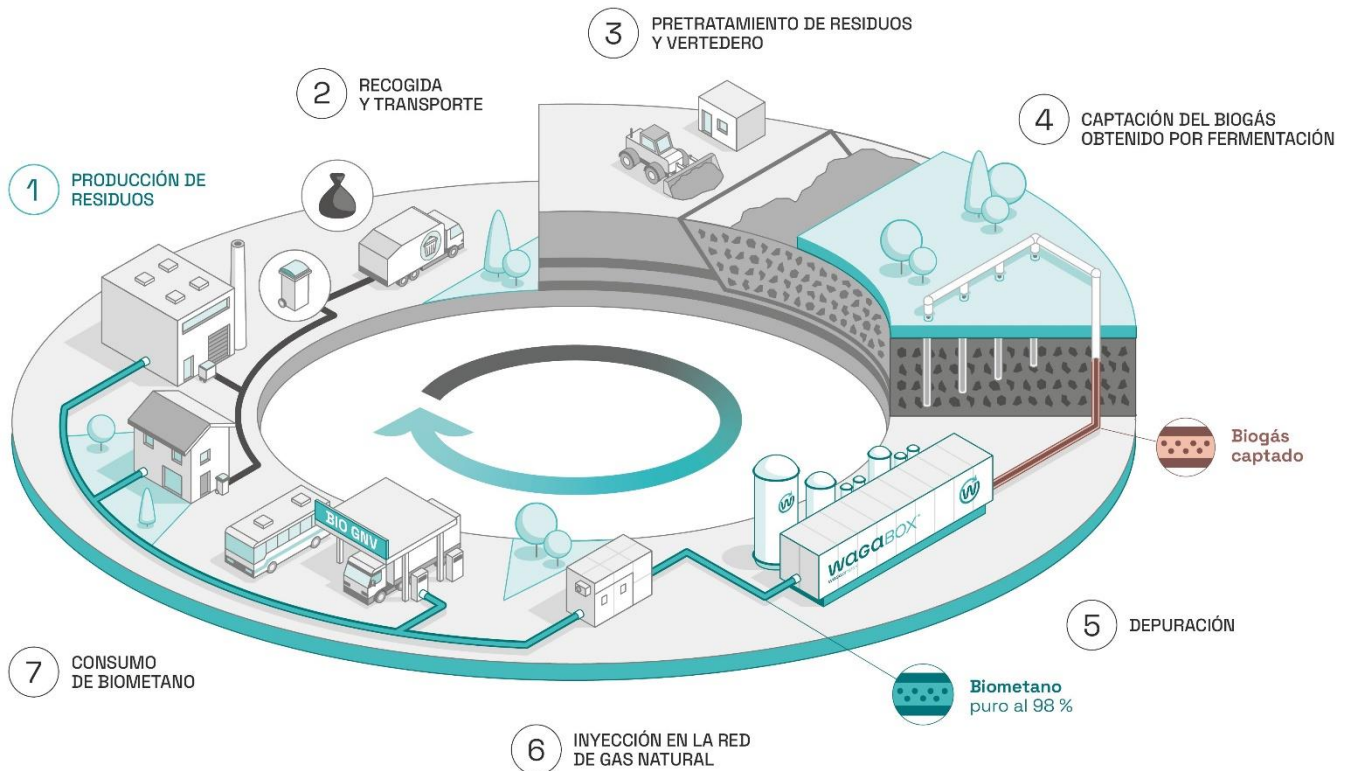 1
PRODUCCIÓN DE
RESIDUOS
2
RECOGIDA
Y TRANSPORTE
3
PRETRATAMIENTO DE RESIDUOS
Y VERTEDERO
4
CAPTACIÓN DEL BIOGÁS
OBTENIDO POR FERMENTACIÓN
Biogás
captado
W
WAGABOX
5
DEPURACIÓN
Biometano
puro al 98 %
6
INYECCIÓN EN LA RED
DE GAS NATURAL
BIO GNV
7
CONSUMO
DE BIOMETANO